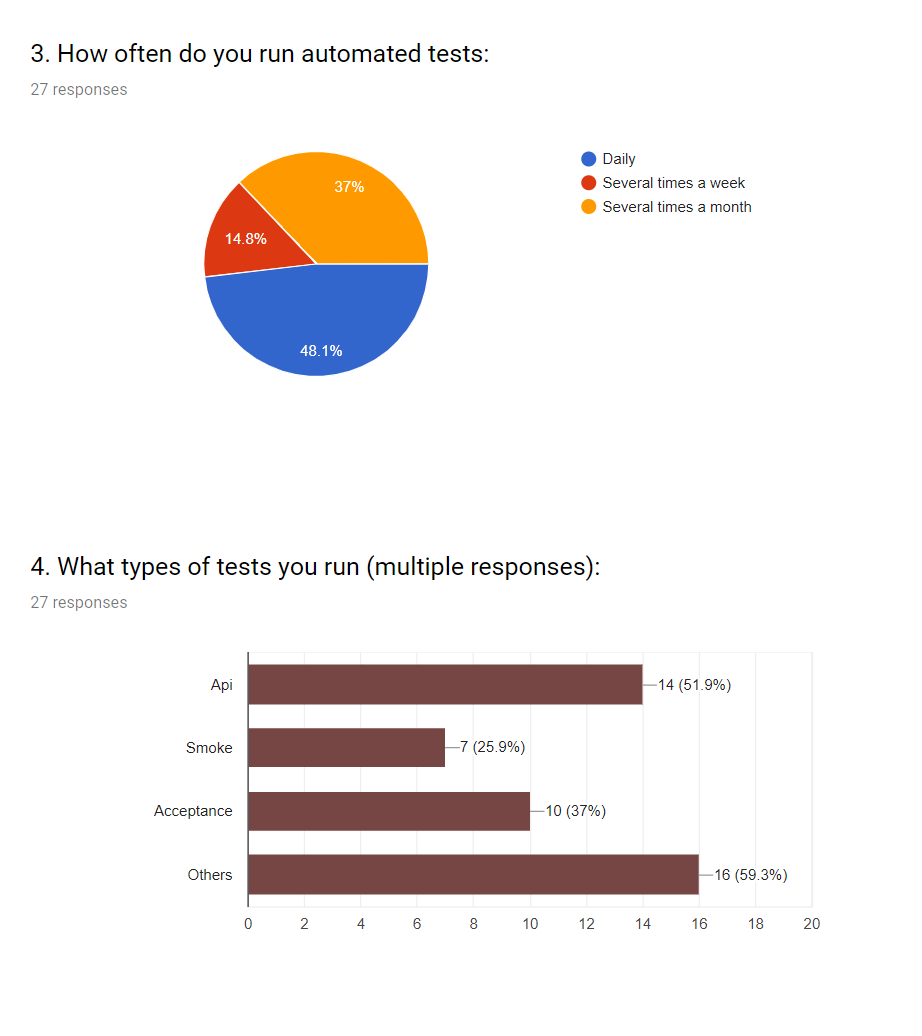 3. How often do you run automated tests:
27 responses
Daily
Several times a week
Several times a month
37%
14.8%
48.1%
4. What types of tests you run (multiple responses):
27 responses
Api 14 (51.9%)
Smoke 7 (25.9%)
Acceptance 10 (37%)
Others 16 (59.3%)
0 2 4 6 8 10 12 14 16 18 20